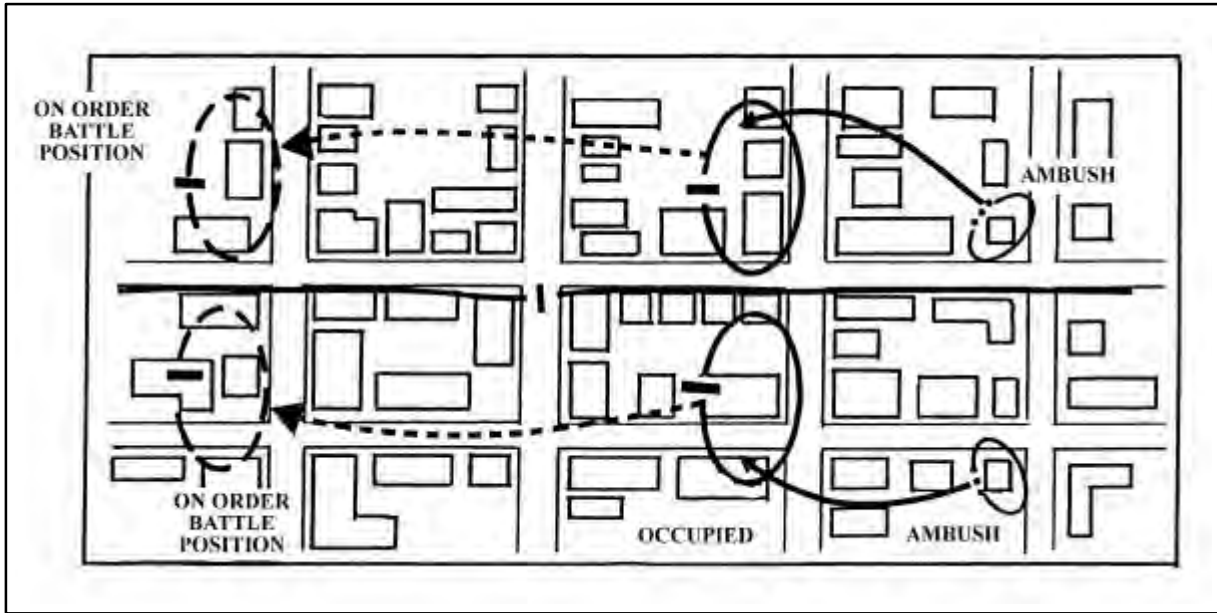 ON ORDER
BATTLE
POSITION
AMBUSH
ON ORDER
BATTLE
POSITION
OCCUPIED
AMBUSH